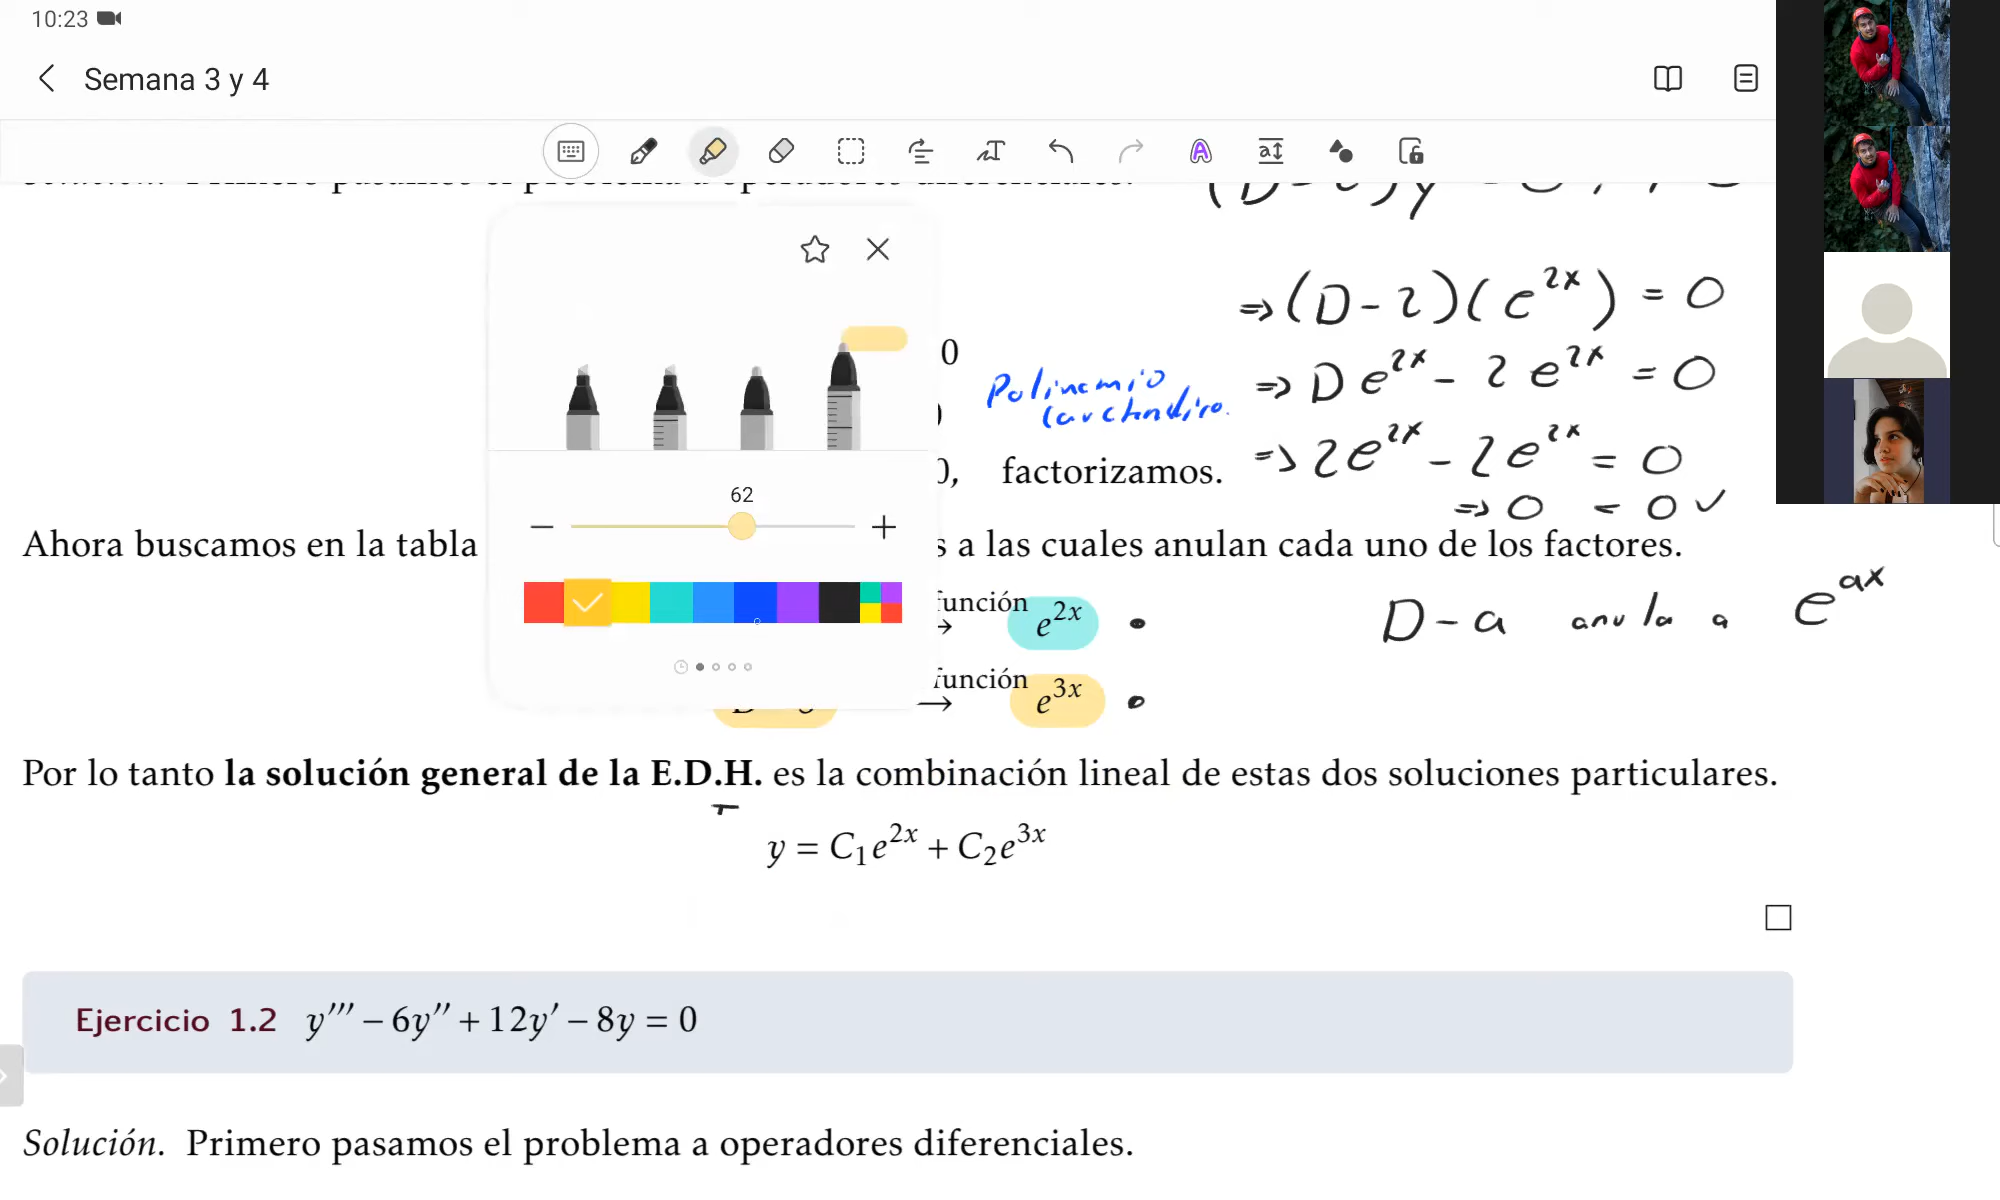 10:23
Semana 3 y 4
⇒ (D-2)(e^{2x}) = 0
0
Polinomio
⇒ D e^{2x} - 2 e^{2x} = 0
0, factorizamos.
⇒ 2e^{2x} - 2e^{2x} = 0
⇒ 0 = 0 ✓
62
Ahora buscamos en la tabla
s a las cuales anulan cada uno de los factores.
función
→ e^{2x} •
D-a anula a e^{ax}
función
→ e^{3x} •
Por lo tanto la solución general de la E.D.H. es la combinación lineal de estas dos soluciones particulares.
y = C₁e^{2x} + C₂e^{3x}
Ejercicio 1.2 y′′′ − 6y′′ + 12y′ − 8y = 0
Solución. Primero pasamos el problema a operadores diferenciales.